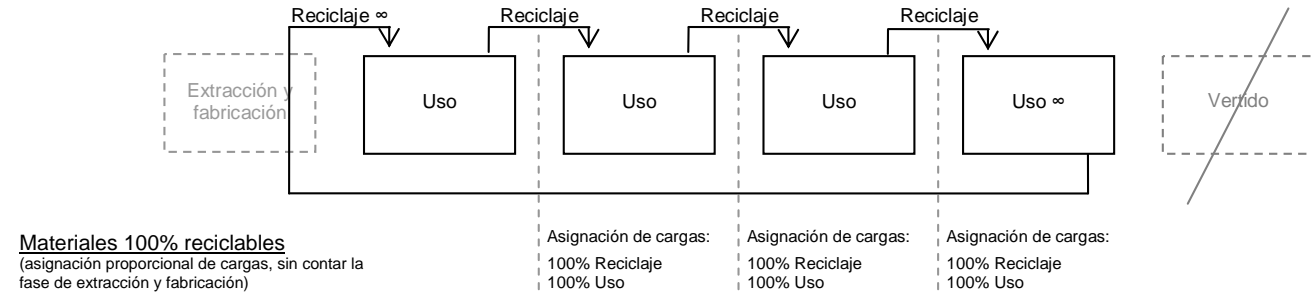 Reciclaje ∞
Reciclaje
Reciclaje
Reciclaje
Extracción y
fabricación
Uso
Uso
Uso
Uso ∞
Vertido
Materiales 100% reciclables
(asignación proporcional de cargas, sin contar la
fase de extracción y fabricación)
Asignación de cargas:
100% Reciclaje
100% Uso
Asignación de cargas:
100% Reciclaje
100% Uso
Asignación de cargas:
100% Reciclaje
100% Uso